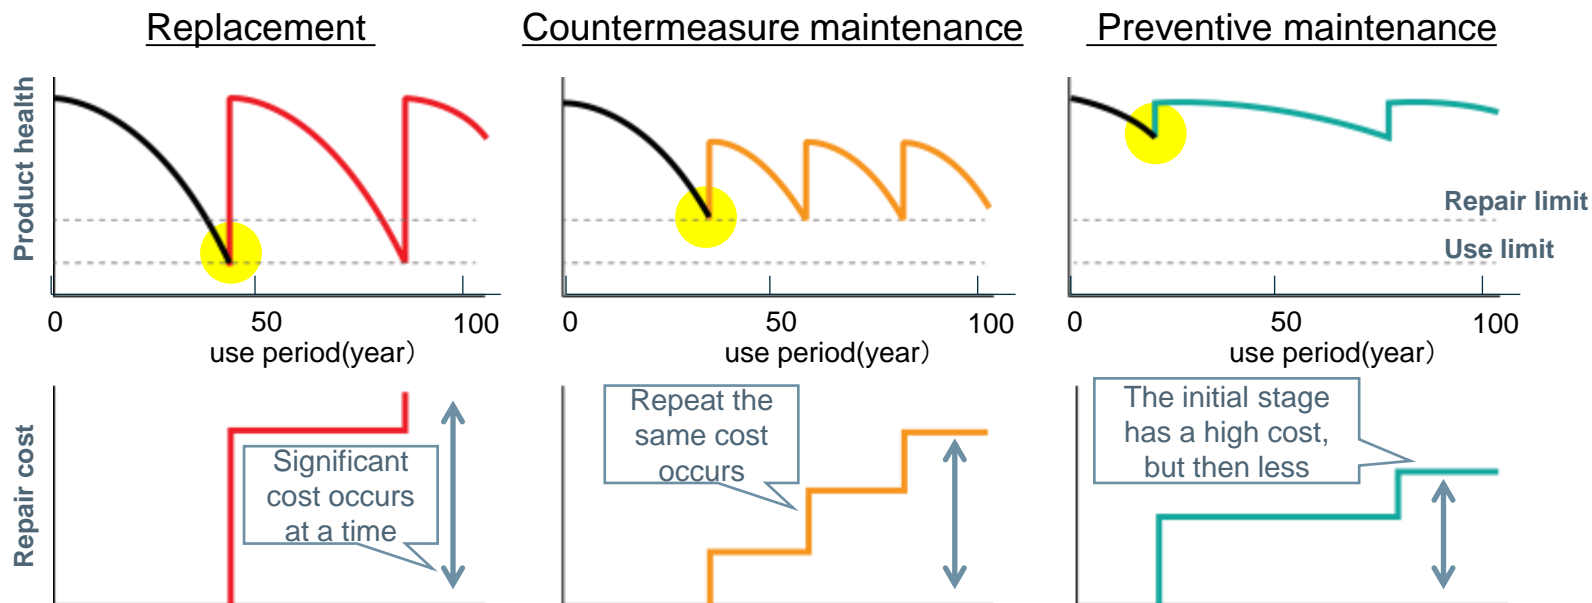 Replacement
Countermeasure maintenance
Preventive maintenance
Product health
Repair limit
Use limit
0
50
100
use period(year）
0
50
100
use period(year）
0
50
100
use period(year）
Repair cost
Significant
cost occurs
at a time
Repeat the
same cost
occurs
The initial stage
has a high cost,
but then less